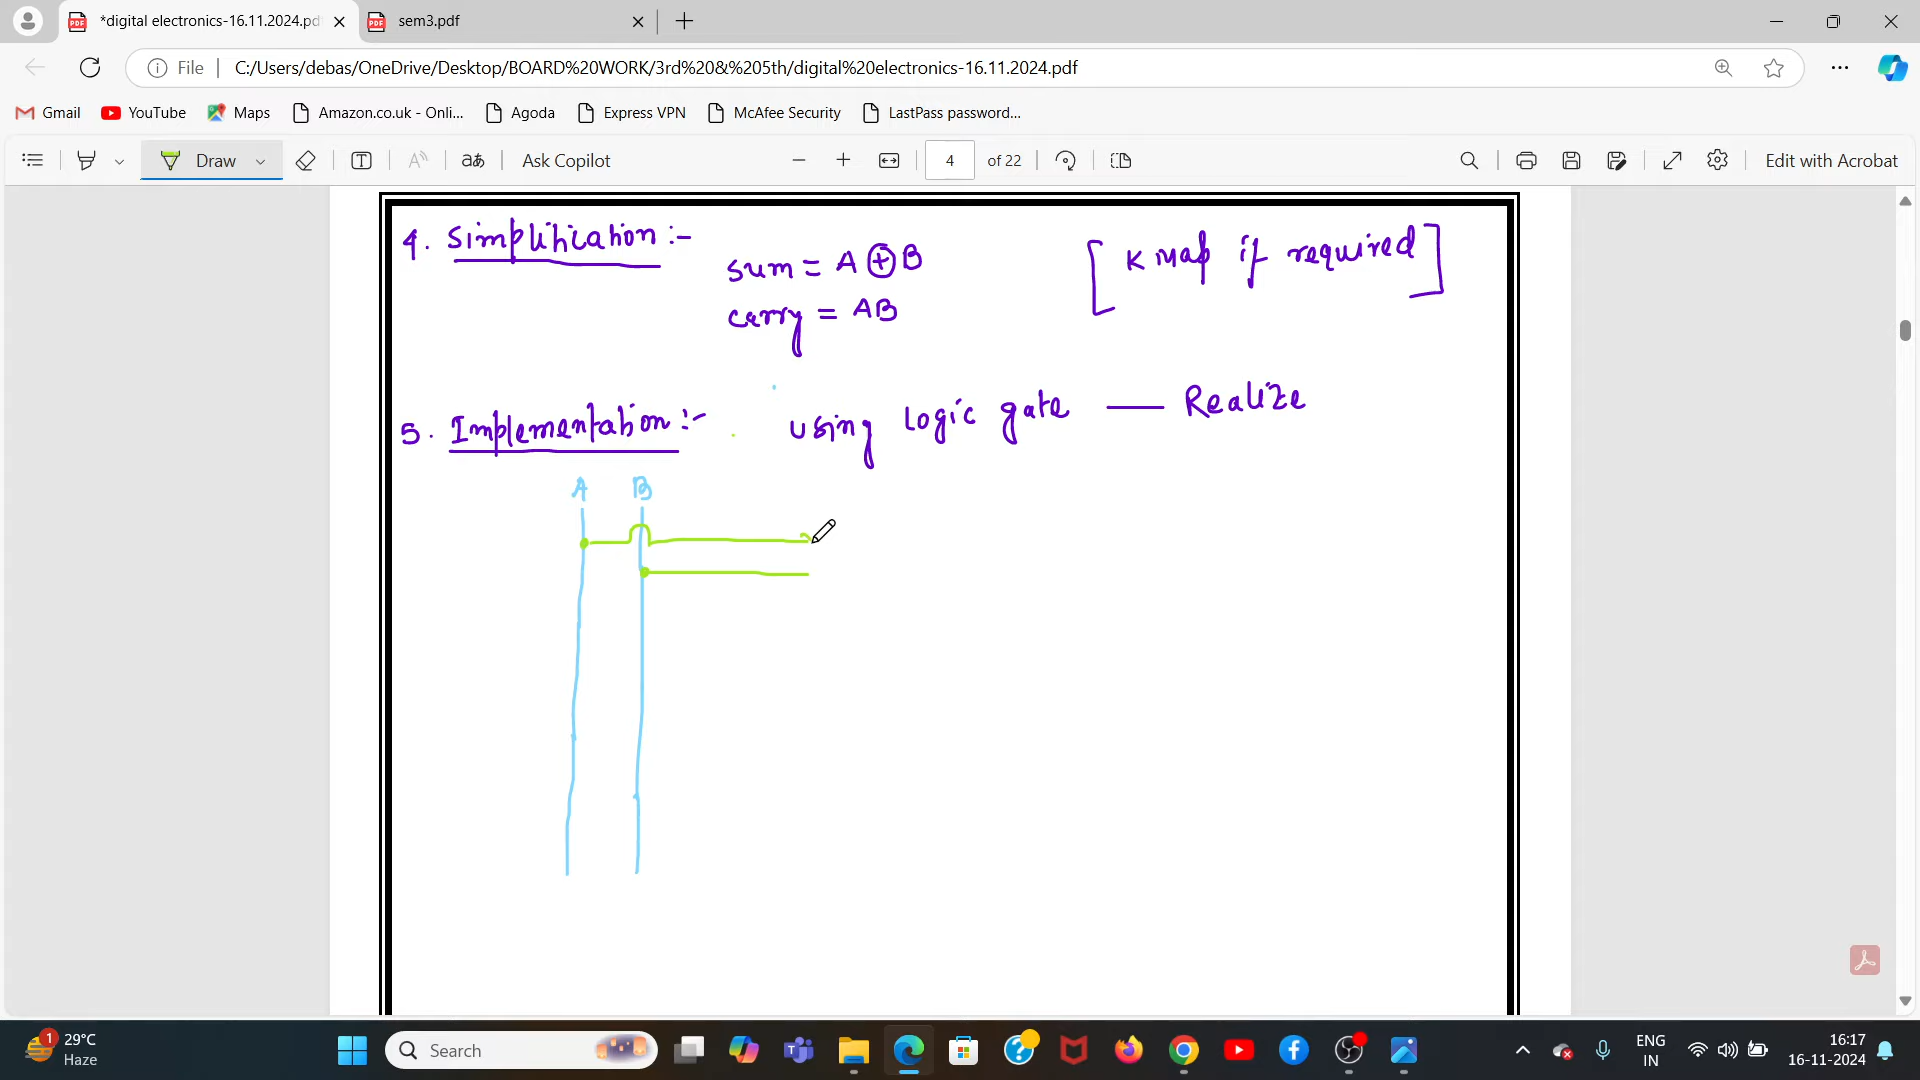 *digital electronics-16.11.2024.pd
sem3.pdf
File
C:/Users/debas/OneDrive/Desktop/BOARD%20WORK/3rd%20&%205th/digital%20electronics-16.11.2024.pdf
Gmail YouTube Maps Amazon.co.uk - Onli... Agoda Express VPN McAfee Security LastPass password...
Draw aあ Ask Copilot 4 of 22 Edit with Acrobat
4. Simplification :-
sum = A ⊕ B
[K Map if required]
carry = AB
5. Implementation :- using Logic gate — Realize
A B
1 29°C
Haze
Search
ENG
IN
16:17
16-11-2024